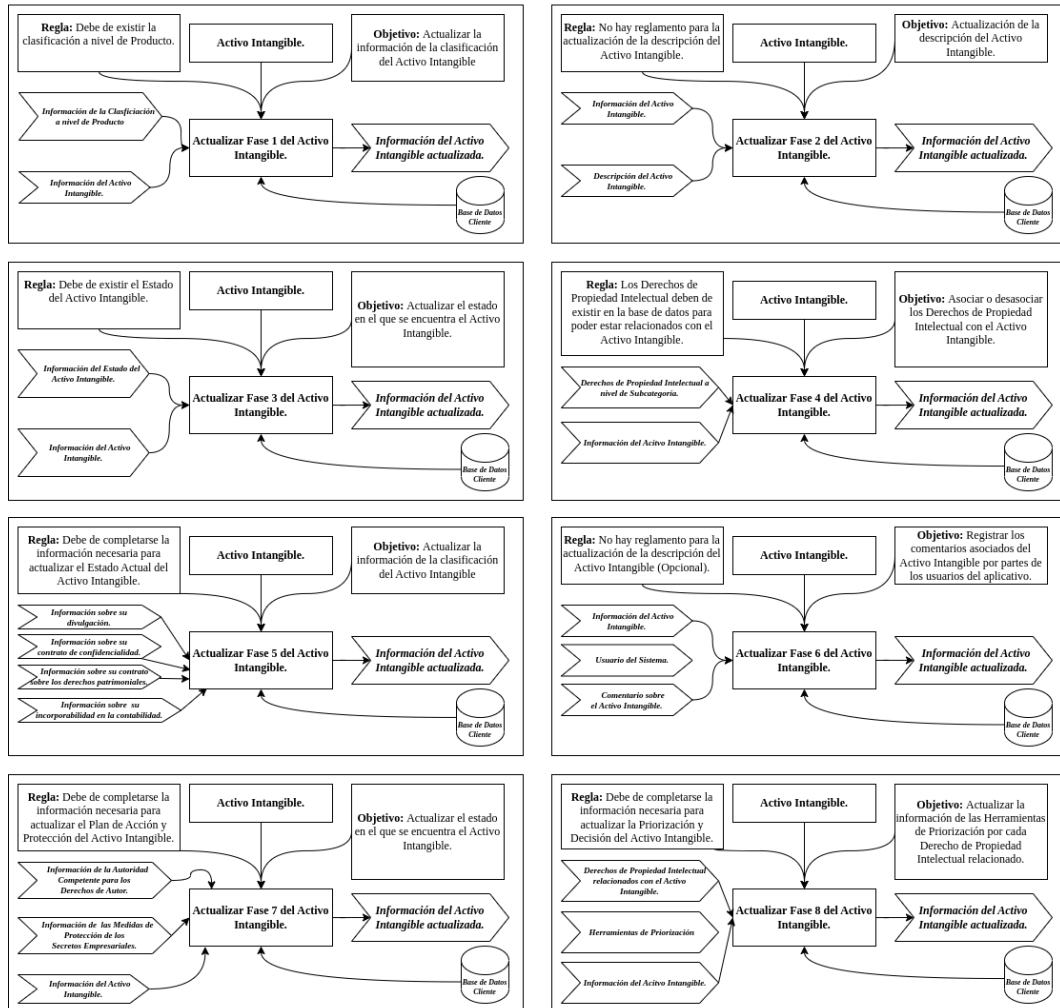 Regla: Debe de existir la
clasificación a nivel de Producto.
Activo Intangible.
Objetivo: Actualizar la
información de la clasificación
del Activo Intangible
Información de la Clasficiación
a nivel de Producto
Información del Activo
Intangible.
Actualizar Fase 1 del Activo
Intangible.
Información del Activo
Intangible actualizada.
Base de Datos
Cliente
Regla: No hay reglamento para la
actualización de la descripción del
Activo Intangible.
Activo Intangible.
Objetivo: Actualización de la
descripción del Activo
Intangible.
Información del Activo
Intangible.
Descripción del Activo
Intangible.
Actualizar Fase 2 del Activo
Intangible.
Información del Activo
Intangible actualizada.
Base de Datos
Cliente
Regla: Debe de existir el Estado
del Activo Intangible.
Activo Intangible.
Objetivo: Actualizar el estado
en el que se encuentra el Activo
Intangible.
Información del Estado del
Activo Intangible.
Información del Activo
Intangible.
Actualizar Fase 3 del Activo
Intangible.
Información del Activo
Intangible actualizada.
Base de Datos
Cliente
Regla: Los Derechos de
Propiedad Intelectual deben de
existir en la base de datos para
poder estar relacionados con el
Activo Intangible.
Activo Intangible.
Objetivo: Asociar o desasociar
los Derechos de Propiedad
Intelectual con el Activo
Intangible.
Derechos de Propiedad Intelectual a
nivel de Subcategoría.
Información del Acitvo Intangible.
Actualizar Fase 4 del Activo
Intangible.
Información del Activo
Intangible actualizada.
Base de Datos
Cliente
Regla: Debe de completarse la
información necesaria para
actualizar el Estado Actual del
Activo Intangible.
Activo Intangible.
Objetivo: Actualizar la
información de la clasificación
del Activo Intangible
Información sobre su
divulgación.
Información sobre su
contrato de confidencialidad.
Información sobre su contrato
sobre los derechos patrimoniales.
Información sobre su
incorporabilidad en la contabilidad.
Actualizar Fase 5 del Activo
Intangible.
Información del Activo
Intangible actualizada.
Base de Datos
Cliente
Regla: No hay reglamento para la
actualización de la descripción del
Activo Intangible (Opcional).
Activo Intangible.
Objetivo: Registrar los
comentarios asociados del
Activo Intangible por partes de
los usuarios del aplicativo.
Información del Activo
Intangible.
Usuario del Sistema.
Comentario sobre
el Activo Intangible.
Actualizar Fase 6 del Activo
Intangible.
Información del Activo
Intangible actualizada.
Base de Datos
Cliente
Regla: Debe de completarse la
información necesaria para
actualizar el Plan de Acción y
Protección del Activo Intangible.
Activo Intangible.
Objetivo: Actualizar el estado
en el que se encuentra el Activo
Intangible.
Información de la Autoridad
Competente para los
Derechos de Autor.
Información de las Medidas de
Protección de los
Secretos Empresariales.
Información del Activo
Intangible.
Actualizar Fase 7 del Activo
Intangible.
Información del Activo
Intangible actualizada.
Base de Datos
Cliente
Regla: Debe de completarse la
información necesaria para
actualizar la Priorización y
Decisión del Activo Intangible.
Activo Intangible.
Objetivo: Actualizar la
información de las Herramientas
de Priorización por cada
Derecho de Propiedad
Intelectual relacionado.
Derechos de Propiedad Intelectual
relacionados con el Activo
Intangible.
Herramientas de Priorización
Información del Activo Intangible.
Actualizar Fase 8 del Activo
Intangible.
Información del Activo
Intangible actualizada.
Base de Datos
Cliente